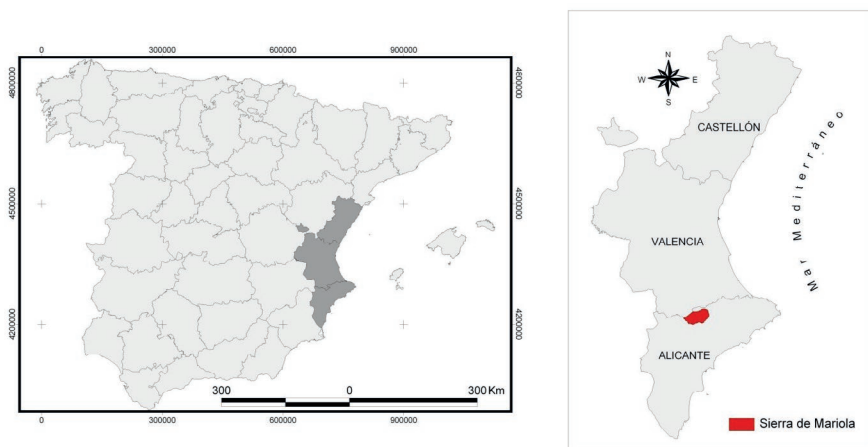 0 300000 600000 900000
4800000 4800000
4500000 4500000
4200000 4200000
300 0 300 Km
0 300000 600000 900000
N
W E
S
CASTELLÓN
Mar Mediterráneo
VALENCIA
ALICANTE
Sierra de Mariola